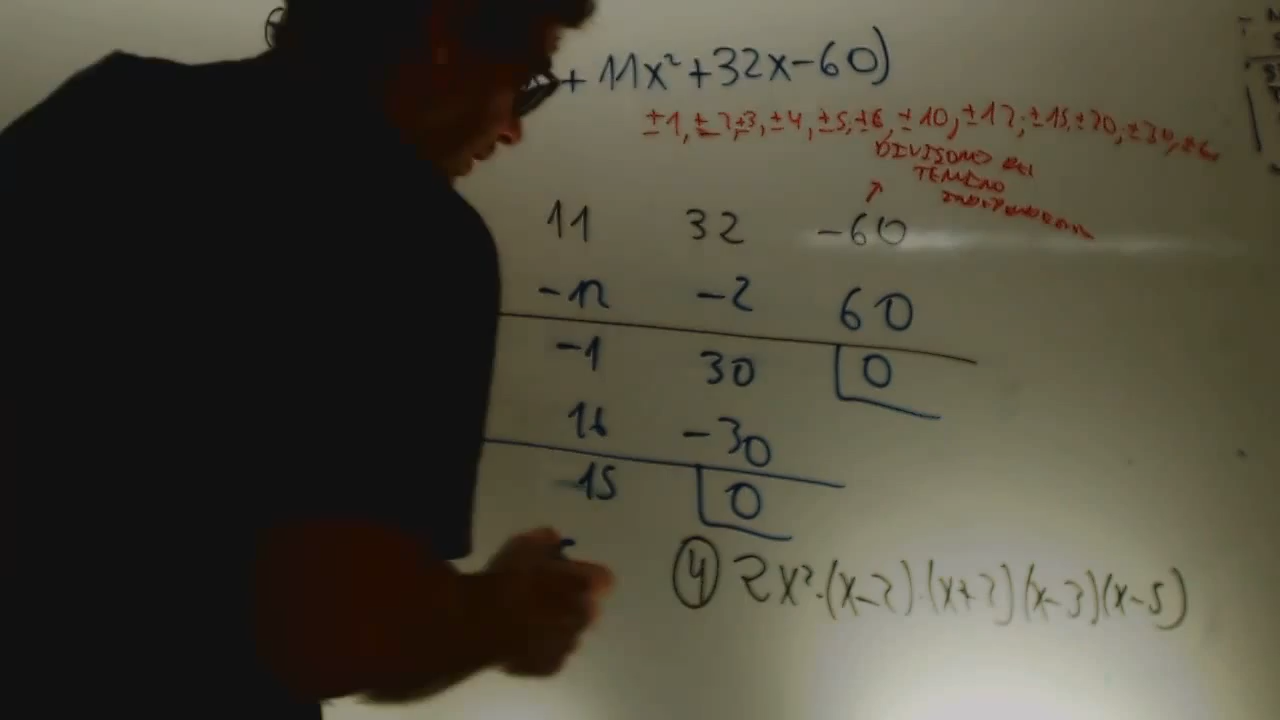 + 11x² + 32x - 60)
±1, ±2, ±3, ±4, ±5, ±6, ±10, ±12, ±15, ±20, ±30, ±60
DIVISORES DEL
TERMINO
11 32 -60
-12 -2 60
-1 30 0
16 -30
-15 0
④ 2x²·(x-2)·(x+2)(x-3)(x-5)